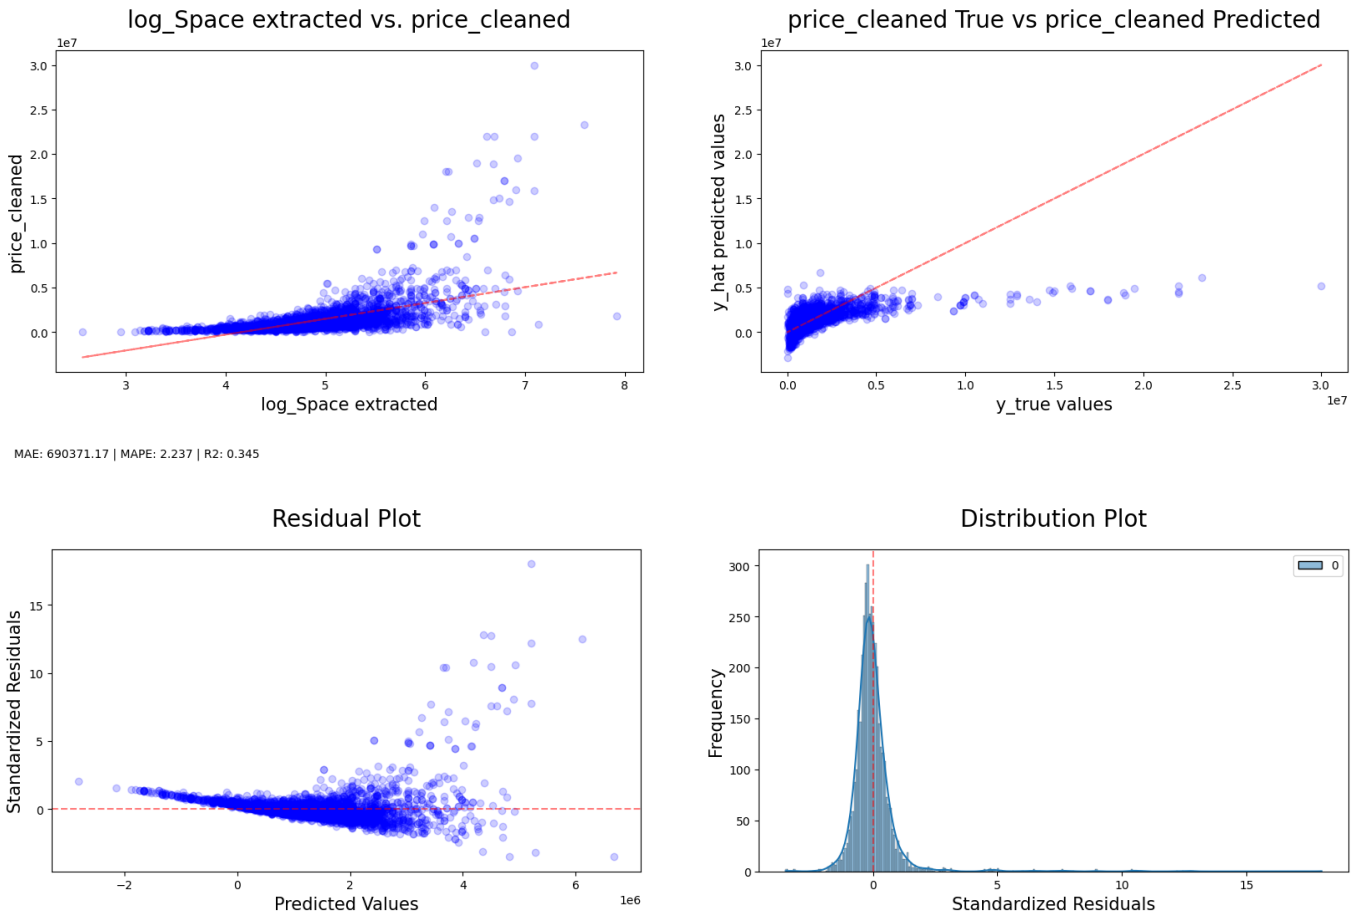 log_Space extracted vs. price_cleaned
1e7
3.0
2.5
2.0
1.5
1.0
0.5
0.0
price_cleaned
3 4 5 6 7 8
log_Space extracted
price_cleaned True vs price_cleaned Predicted
1e7
3.0
2.5
2.0
1.5
1.0
0.5
0.0
y_hat predicted values
0.0 0.5 1.0 1.5 2.0 2.5 3.0
1e7
y_true values
MAE: 690371.17 | MAPE: 2.237 | R2: 0.345
Residual Plot
15
10
5
0
Standardized Residuals
−2 0 2 4 6
1e6
Predicted Values
Distribution Plot
0
300
250
200
150
100
50
0
Frequency
0 5 10 15
Standardized Residuals